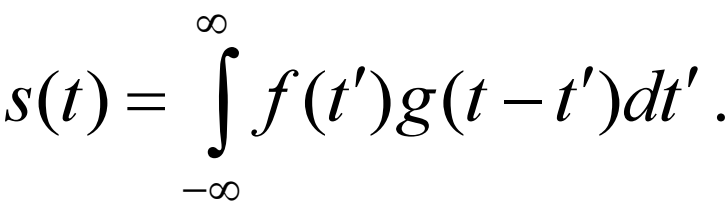 s(t) = ∫_{-∞}^{∞} f(t′)g(t − t′)dt′.